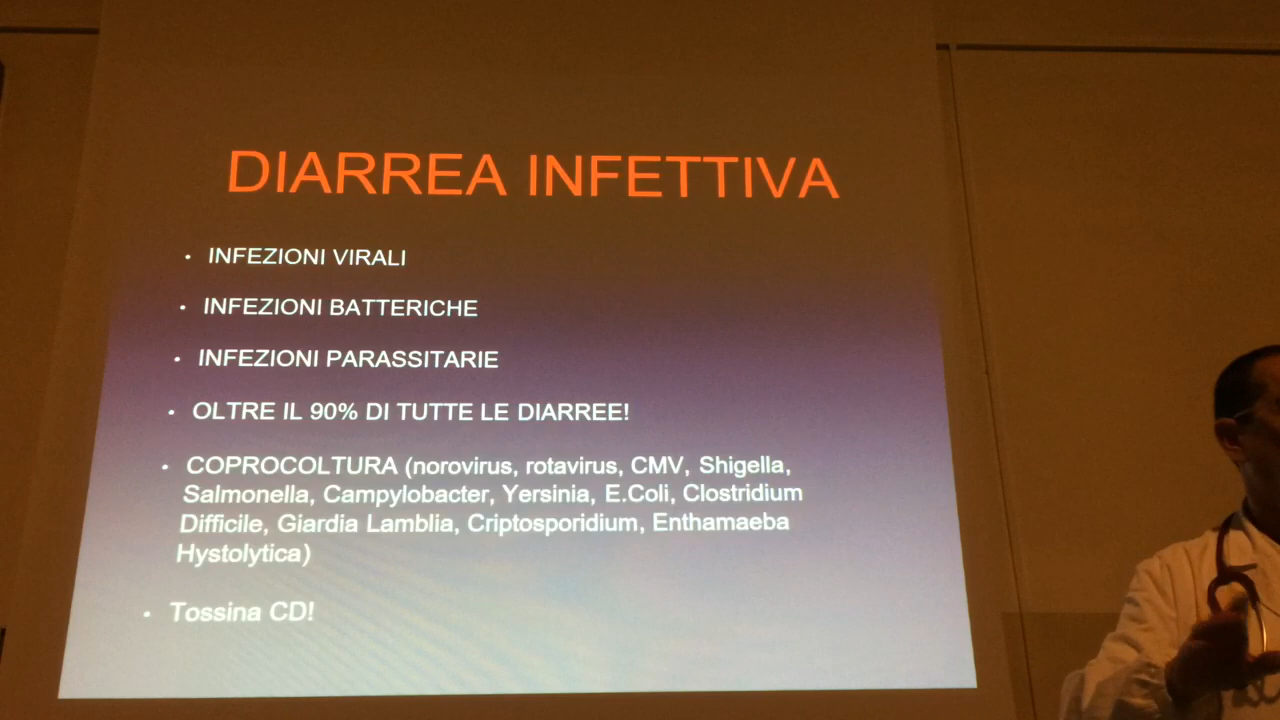 DIARREA INFETTIVA
• INFEZIONI VIRALI
• INFEZIONI BATTERICHE
• INFEZIONI PARASSITARIE
• OLTRE IL 90% DI TUTTE LE DIARREE!
• COPROCOLTURA (norovirus, rotavirus, CMV, Shigella,
Salmonella, Campylobacter, Yersinia, E.Coli, Clostridium
Difficile, Giardia Lamblia, Criptosporidium, Enthamaeba
Hystolytica)
• Tossina CD!